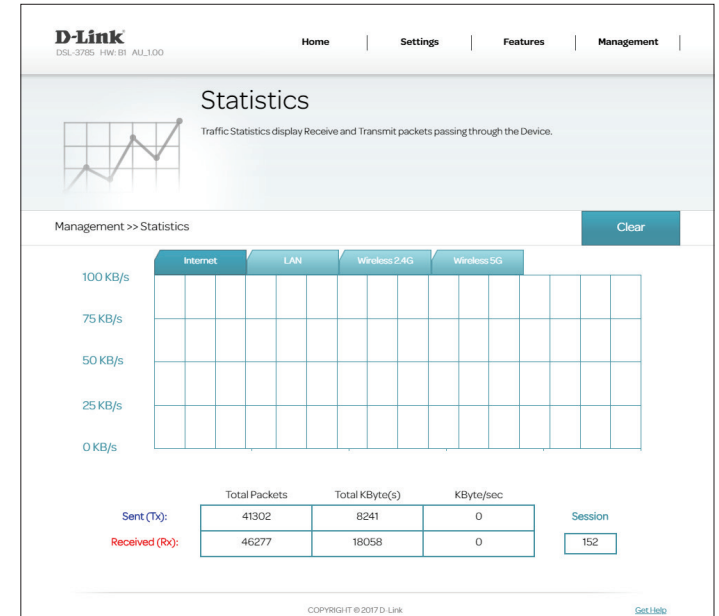 D-Link
DSL-3785 HW: B1 AU_1.00
Home Settings Features Management
Statistics
Traffic Statistics display Receive and Transmit packets passing through the Device.
Management >> Statistics
Clear
Internet LAN Wireless 2.4G Wireless 5G
100 KB/s
75 KB/s
50 KB/s
25 KB/s
0 KB/s
Total Packets Total KByte(s) KByte/sec
Sent (Tx): 41302 8241 0 Session
Received (Rx): 46277 18058 0 152
COPYRIGHT © 2017 D-Link
Get Help